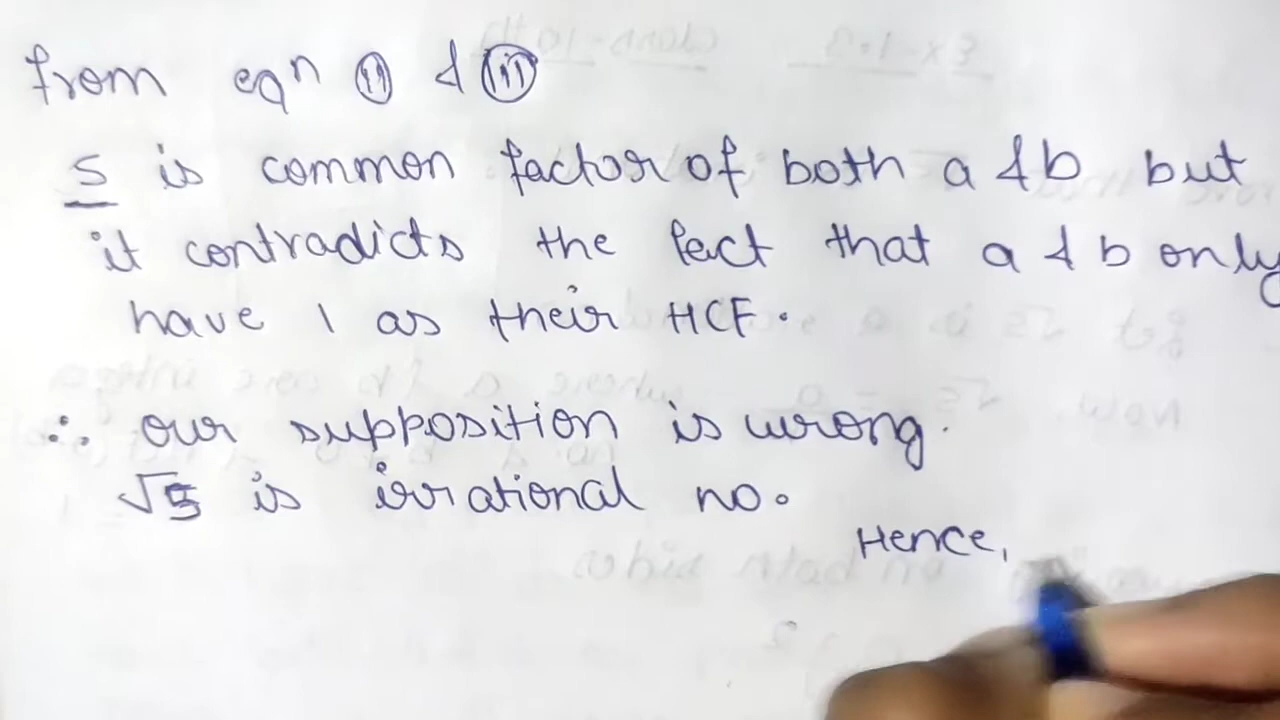 from eqn (ii) & (iii)
5 is common factor of both a & b but
it contradicts the fact that a & b only
have 1 as their HCF.
∴ our supposition is wrong.
√5 is irrational no.
Hence,